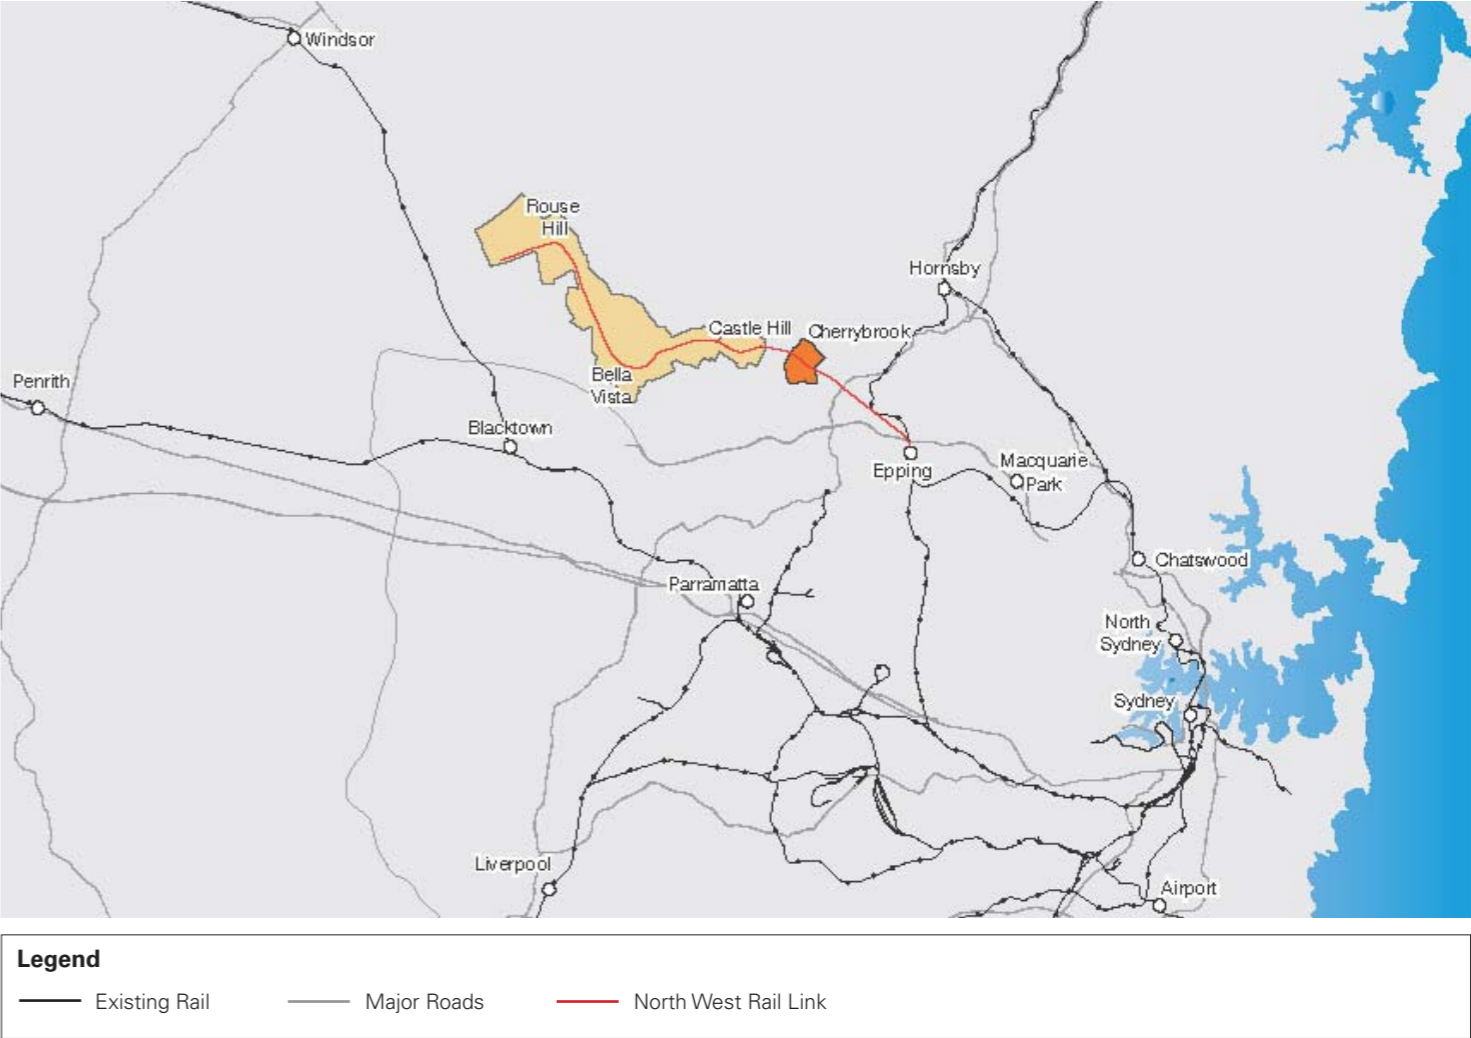 Windsor
Rouse
Hill
Hornsby
Castle Hill
Cherrybrook
Bella
Vista
Penrith
Blacktown
Epping
Macquarie
Park
Chatswood
Parramatta
North
Sydney
Sydney
Liverpool
Airport
Legend
Existing Rail
Major Roads
North West Rail Link